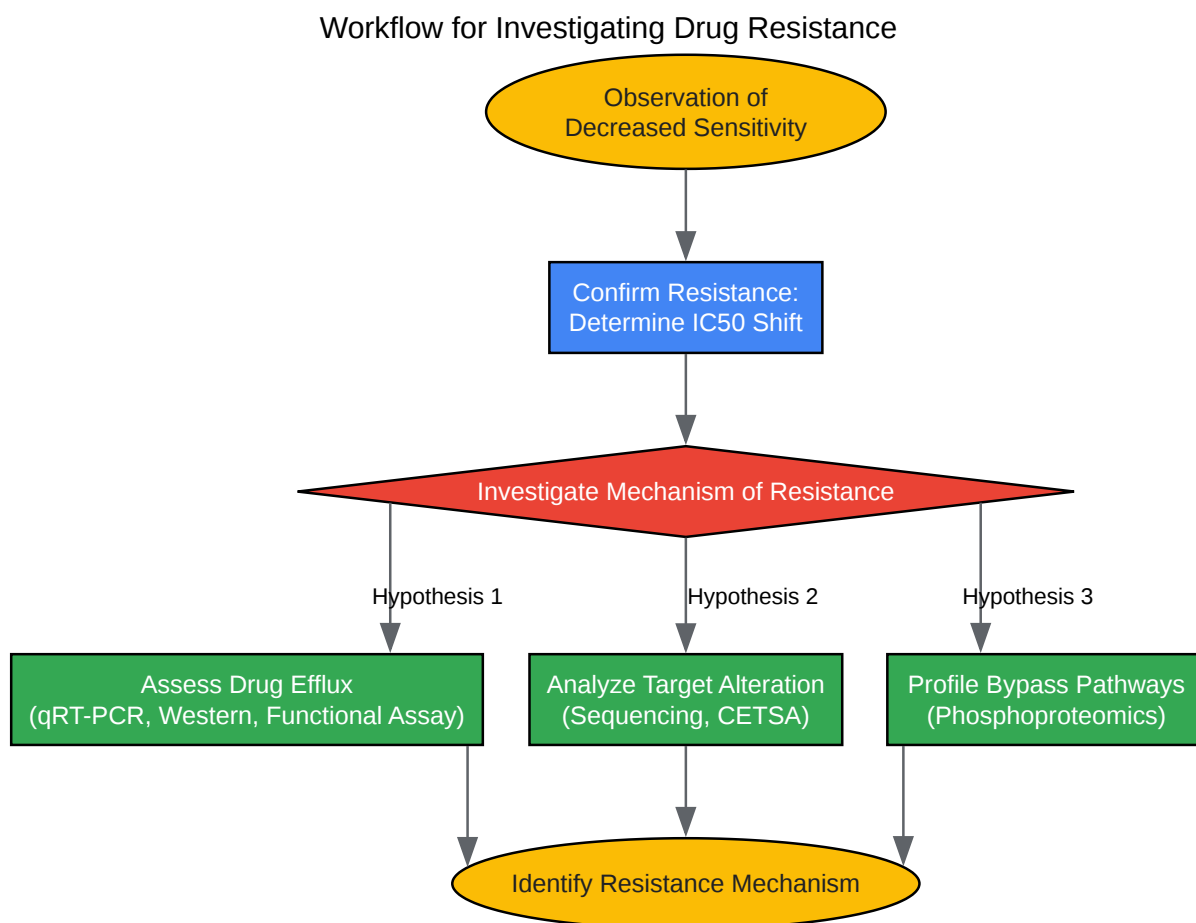 Workflow for Investigating Drug Resistance
Observation of
Decreased Sensitivity
Confirm Resistance:
Determine IC50 Shift
Investigate Mechanism of Resistance
Hypothesis 1
Hypothesis 2
Hypothesis 3
Assess Drug Efflux
(qRT-PCR, Western, Functional Assay)
Analyze Target Alteration
(Sequencing, CETSA)
Profile Bypass Pathways
(Phosphoproteomics)
Identify Resistance Mechanism